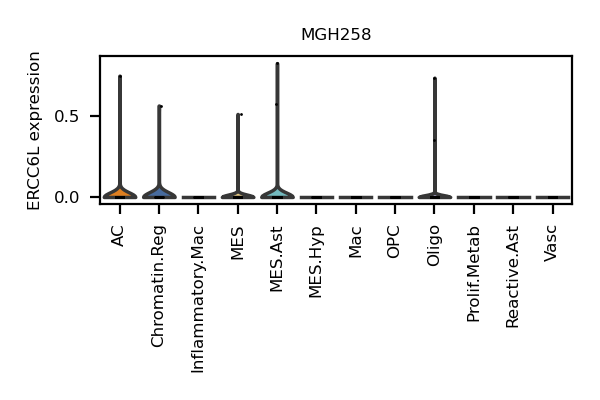 MGH258
ERCC6L expression
0.5
0.0
AC
Chromatin.Reg
Inflammatory.Mac
MES
MES.Ast
MES.Hyp
Mac
OPC
Oligo
Prolif.Metab
Reactive.Ast
Vasc